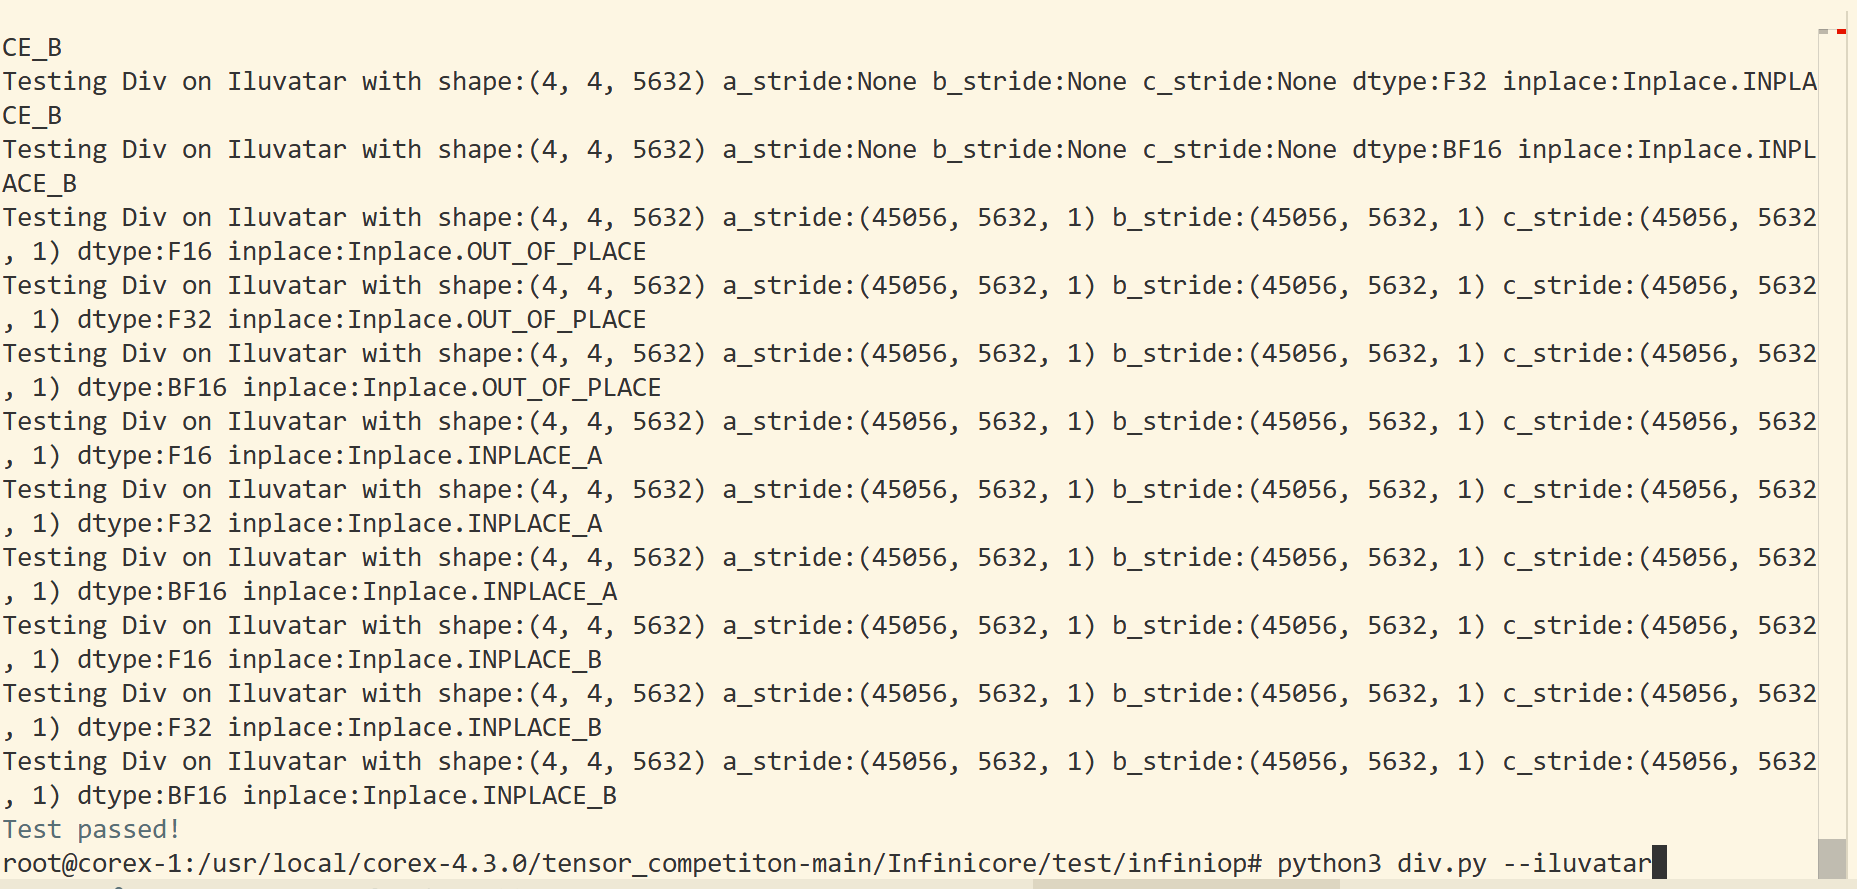 CE_B
Testing Div on Iluvatar with shape:(4, 4, 5632) a_stride:None b_stride:None c_stride:None dtype:F32 inplace:Inplace.INPLA
CE_B
Testing Div on Iluvatar with shape:(4, 4, 5632) a_stride:None b_stride:None c_stride:None dtype:BF16 inplace:Inplace.INPL
ACE_B
Testing Div on Iluvatar with shape:(4, 4, 5632) a_stride:(45056, 5632, 1) b_stride:(45056, 5632, 1) c_stride:(45056, 5632
, 1) dtype:F16 inplace:Inplace.OUT_OF_PLACE
Testing Div on Iluvatar with shape:(4, 4, 5632) a_stride:(45056, 5632, 1) b_stride:(45056, 5632, 1) c_stride:(45056, 5632
, 1) dtype:F32 inplace:Inplace.OUT_OF_PLACE
Testing Div on Iluvatar with shape:(4, 4, 5632) a_stride:(45056, 5632, 1) b_stride:(45056, 5632, 1) c_stride:(45056, 5632
, 1) dtype:BF16 inplace:Inplace.OUT_OF_PLACE
Testing Div on Iluvatar with shape:(4, 4, 5632) a_stride:(45056, 5632, 1) b_stride:(45056, 5632, 1) c_stride:(45056, 5632
, 1) dtype:F16 inplace:Inplace.INPLACE_A
Testing Div on Iluvatar with shape:(4, 4, 5632) a_stride:(45056, 5632, 1) b_stride:(45056, 5632, 1) c_stride:(45056, 5632
, 1) dtype:F32 inplace:Inplace.INPLACE_A
Testing Div on Iluvatar with shape:(4, 4, 5632) a_stride:(45056, 5632, 1) b_stride:(45056, 5632, 1) c_stride:(45056, 5632
, 1) dtype:BF16 inplace:Inplace.INPLACE_A
Testing Div on Iluvatar with shape:(4, 4, 5632) a_stride:(45056, 5632, 1) b_stride:(45056, 5632, 1) c_stride:(45056, 5632
, 1) dtype:F16 inplace:Inplace.INPLACE_B
Testing Div on Iluvatar with shape:(4, 4, 5632) a_stride:(45056, 5632, 1) b_stride:(45056, 5632, 1) c_stride:(45056, 5632
, 1) dtype:F32 inplace:Inplace.INPLACE_B
Testing Div on Iluvatar with shape:(4, 4, 5632) a_stride:(45056, 5632, 1) b_stride:(45056, 5632, 1) c_stride:(45056, 5632
, 1) dtype:BF16 inplace:Inplace.INPLACE_B
Test passed!
root@corex-1:/usr/local/corex-4.3.0/tensor_competiton-main/Infinicore/test/infiniop# python3 div.py --iluvatar